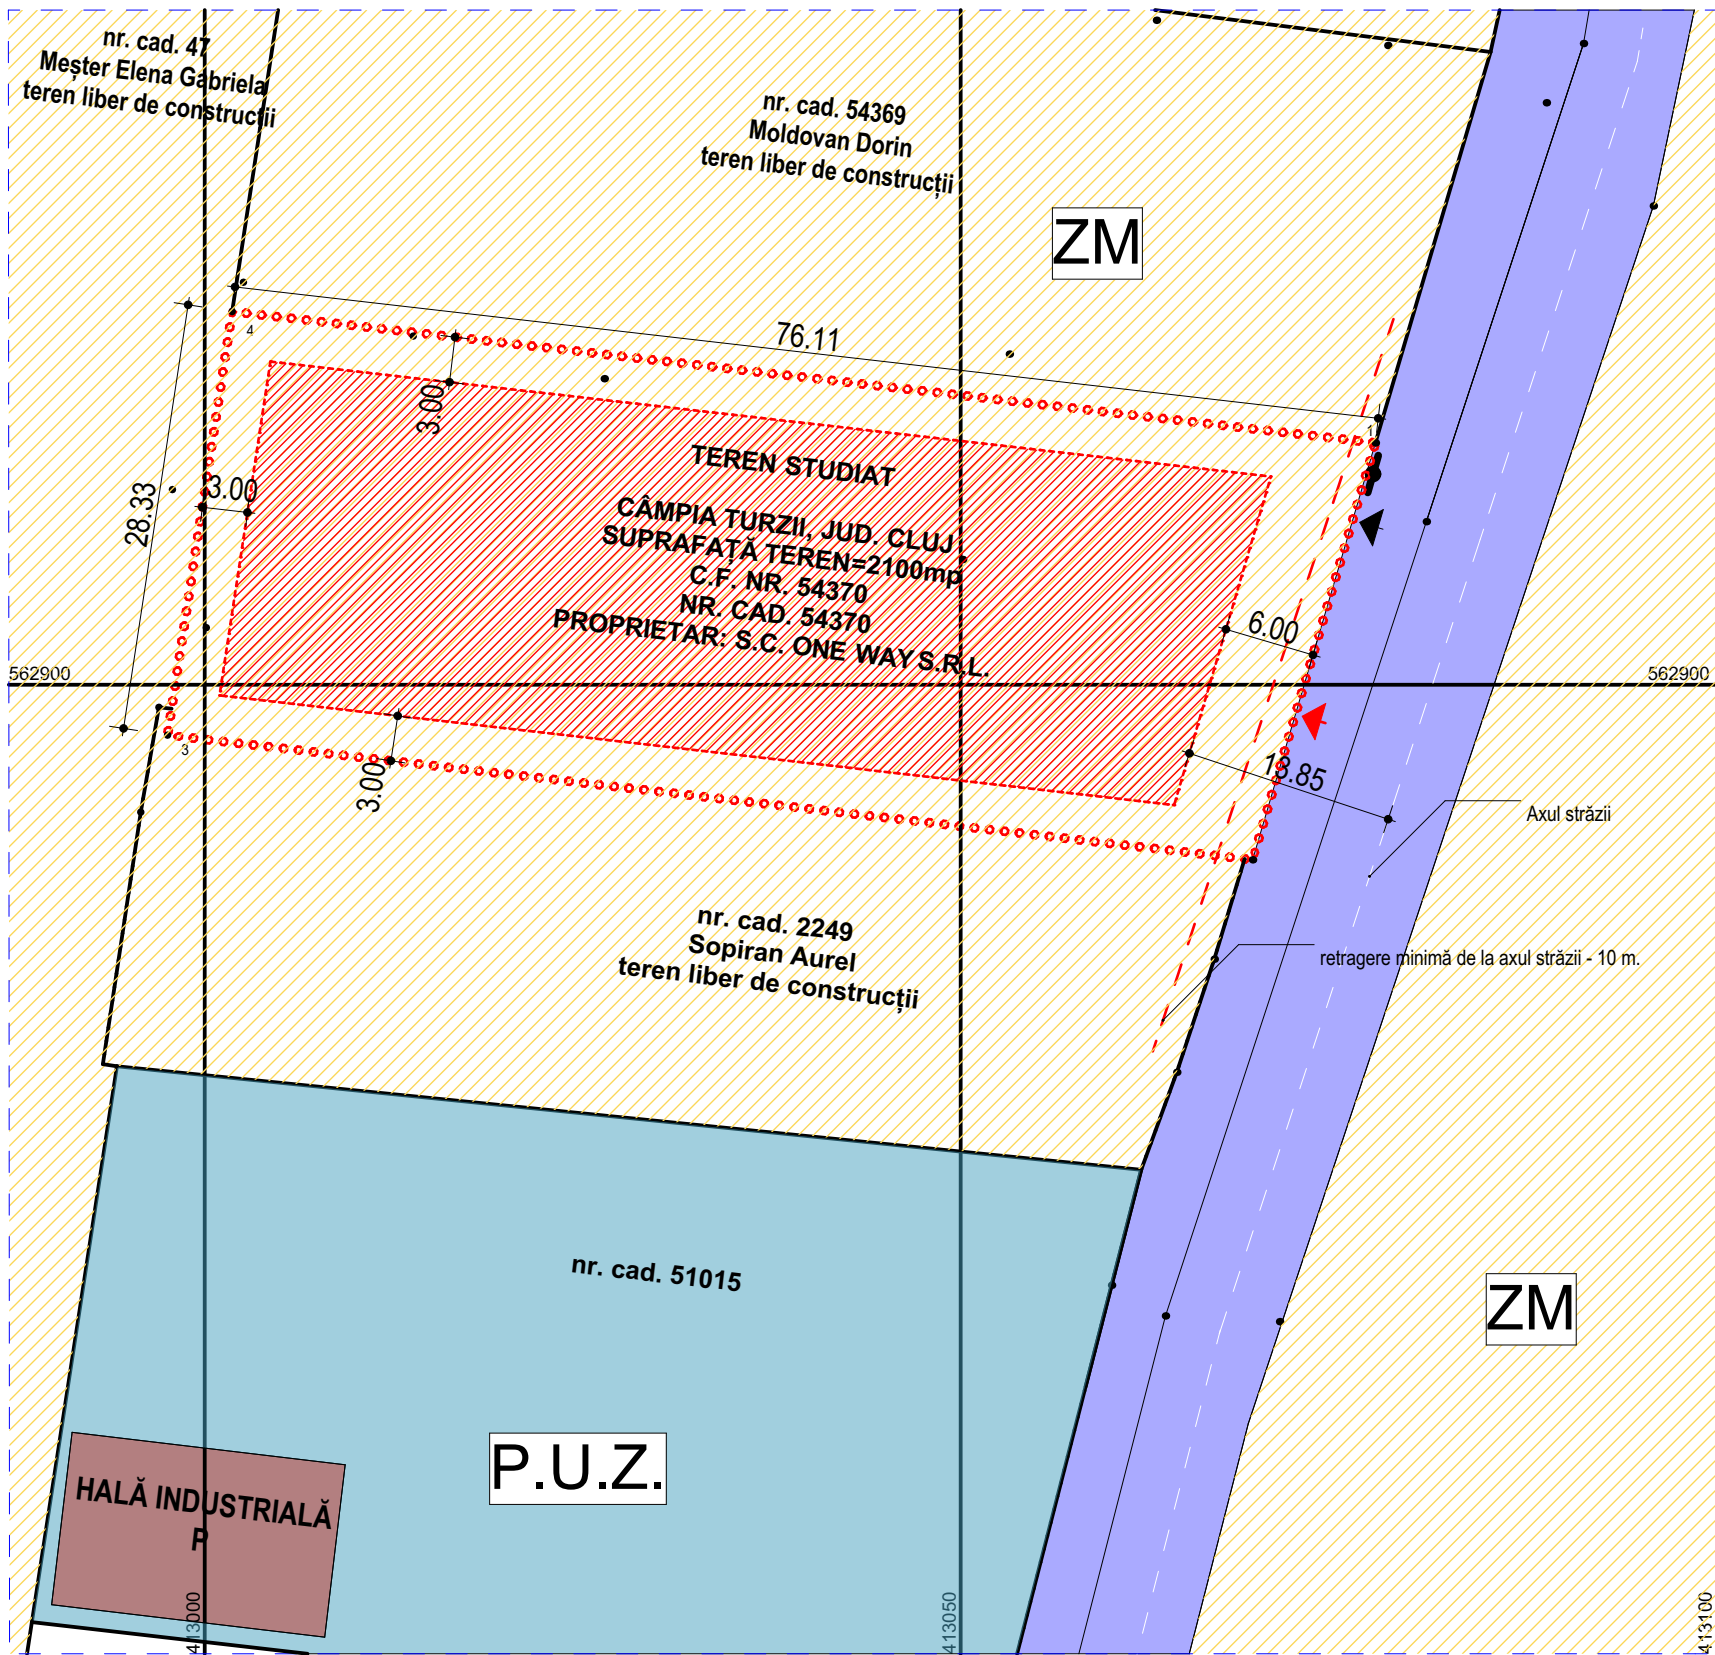 nr. cad. 47
Meșter Elena Gabriela
teren liber de construcții
nr. cad. 54369
Moldovan Dorin
teren liber de construcții
ZM
76.11
4
1
3.00
28.33
3.00
TEREN STUDIAT
CÂMPIA TURZII, JUD. CLUJ
SUPRAFAȚĂ TEREN=2100mp
C.F. NR. 54370
NR. CAD. 54370
PROPRIETAR: S.C. ONE WAY S.R.L.
6.00
562900
562900
3
3.00
13.85
Axul străzii
nr. cad. 2249
Sopiran Aurel
teren liber de construcții
retragere minimă de la axul străzii - 10 m.
nr. cad. 51015
ZM
P.U.Z.
HALĂ INDUSTRIALĂ
P
413000
413050
413100